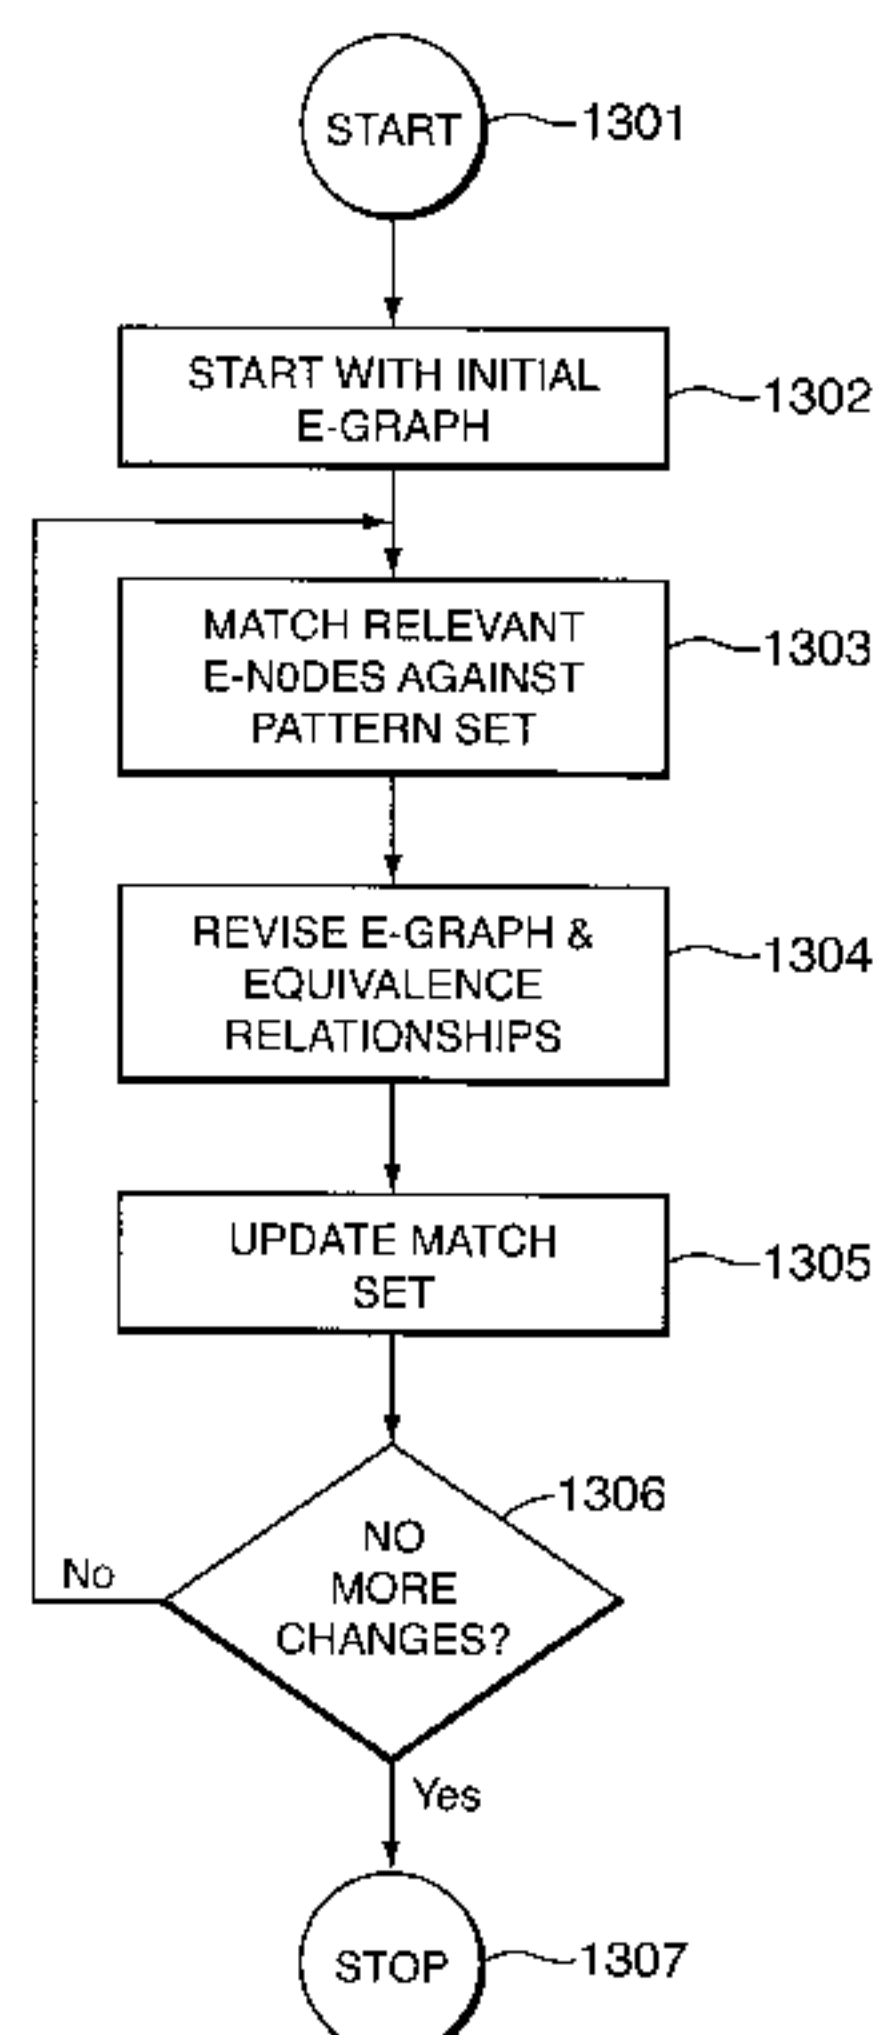 START
1301
START WITH INITIAL
E-GRAPH
1302
MATCH RELEVANT
E-N0DES AGAINST
PATTERN SET
1303
REVISE E-GRAPH &
EQUIVALENCE
RELATIONSHIPS
1304
UPDATE MATCH
SET
1305
1306
NO
MORE
CHANGES?
No
Yes
STOP
1307